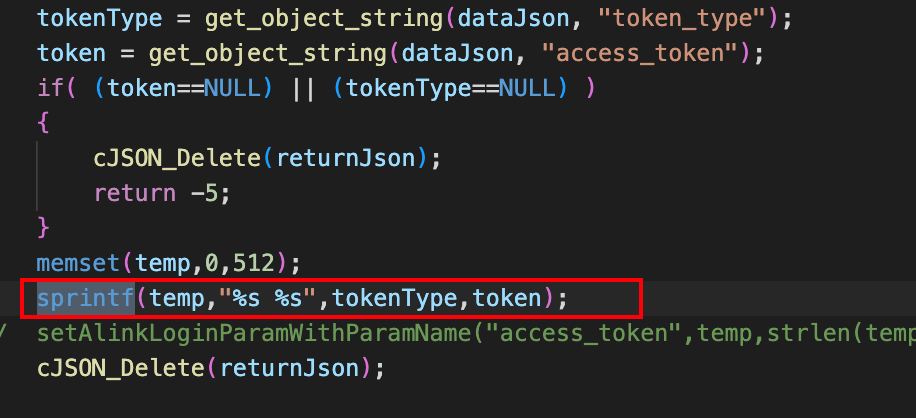 tokenType = get_object_string(dataJson, "token_type");
token = get_object_string(dataJson, "access_token");
if( (token==NULL) || (tokenType==NULL) )
{
cJSON_Delete(returnJson);
return -5;
}
memset(temp,0,512);
sprintf(temp,"%s %s",tokenType,token);
/ setAlinkLoginParamWithParamName("access_token",temp,strlen(temp
cJSON_Delete(returnJson);